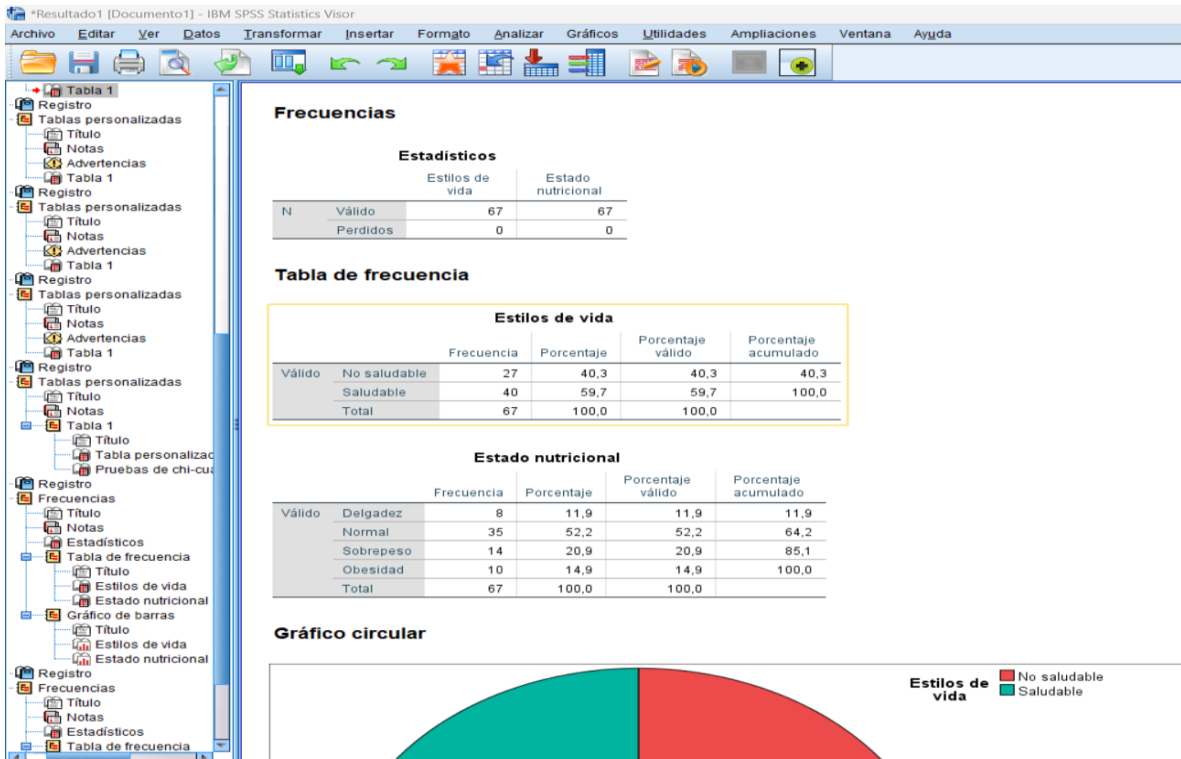 *Resultado1 [Documento1] - IBM SPSS Statistics Visor
Archivo Editar Ver Datos Transformar Insertar Formato Analizar Gráficos Utilidades Ampliaciones Ventana Ayuda
Tabla 1
Registro
Tablas personalizadas
Título
Notas
Advertencias
Tabla 1
Registro
Tablas personalizadas
Título
Notas
Advertencias
Tabla 1
Registro
Tablas personalizadas
Título
Notas
Advertencias
Tabla 1
Registro
Tablas personalizadas
Título
Notas
Tabla 1
Título
Tabla personalizac
Pruebas de chi-cua
Registro
Frecuencias
Título
Notas
Estadísticos
Tabla de frecuencia
Título
Estilos de vida
Estado nutricional
Gráfico de barras
Título
Estilos de vida
Estado nutricional
Registro
Frecuencias
Título
Notas
Estadísticos
Tabla de frecuencia
Frecuencias
Estadísticos
Estilos de vida Estado nutricional
N Válido 67 67
Perdidos 0 0
Tabla de frecuencia
Estilos de vida
Frecuencia Porcentaje Porcentaje válido Porcentaje acumulado
Válido No saludable 27 40,3 40,3 40,3
Saludable 40 59,7 59,7 100,0
Total 67 100,0 100,0
Estado nutricional
Frecuencia Porcentaje Porcentaje válido Porcentaje acumulado
Válido Delgadez 8 11,9 11,9 11,9
Normal 35 52,2 52,2 64,2
Sobrepeso 14 20,9 20,9 85,1
Obesidad 10 14,9 14,9 100,0
Total 67 100,0 100,0
Gráfico circular
Estilos de vida
No saludable
Saludable